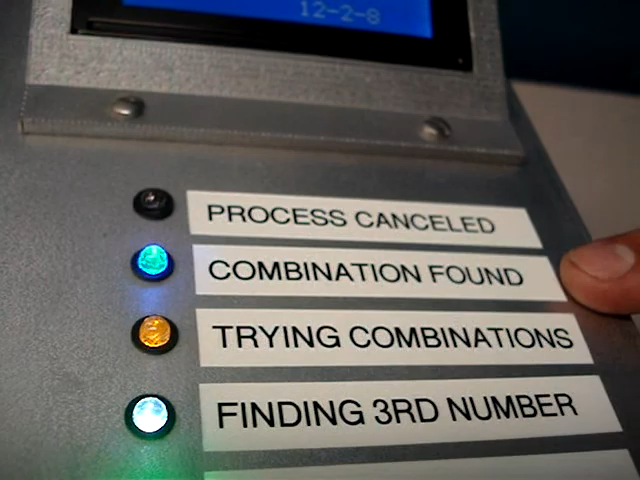 12-2-8
PROCESS CANCELED
COMBINATION FOUND
TRYING COMBINATIONS
FINDING 3RD NUMBER